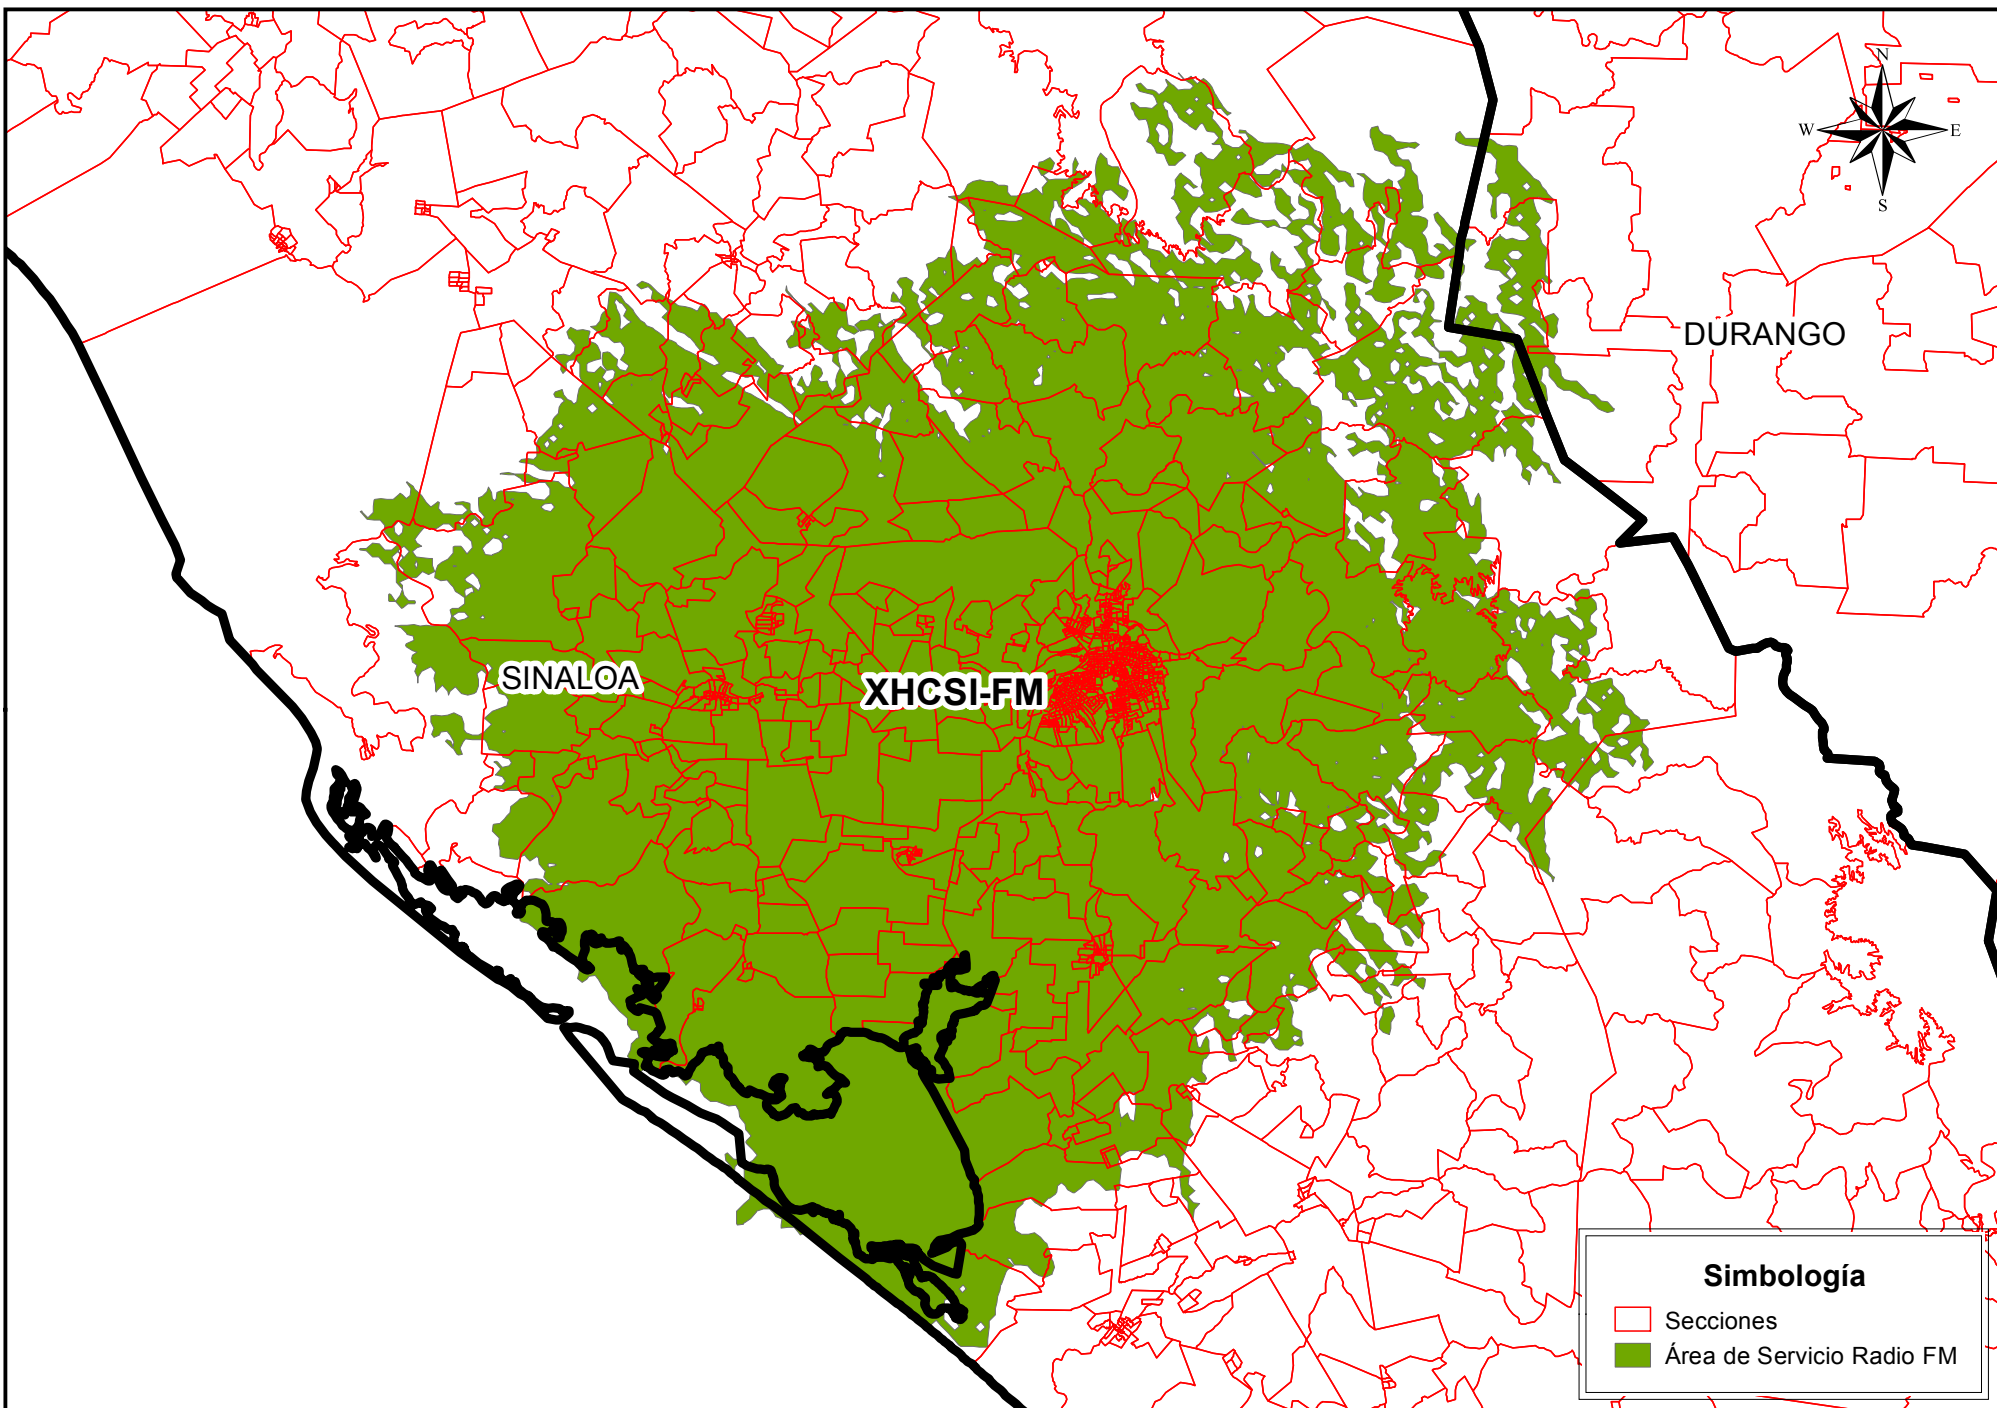 N
W E
S
DURANGO
SINALOA
XHCSI-FM
Simbología
Secciones
Área de Servicio Radio FM